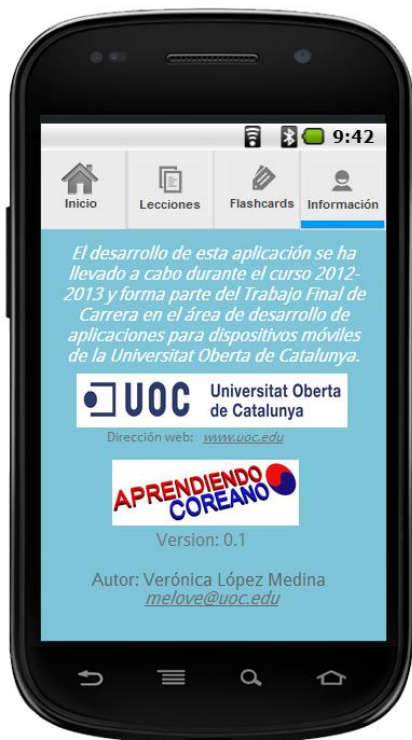 9:42
Inicio
Lecciones
Flashcards
Información
El desarrollo de esta aplicación se ha
llevado a cabo durante el curso 2012-
2013 y forma parte del Trabajo Final de
Carrera en el área de desarrollo de
aplicaciones para dispositivos móviles
de la Universitat Oberta de Catalunya.
UOC Universitat Oberta
de Catalunya
Dirección web: www.uoc.edu
APRENDIENDO
COREANO
Version: 0.1
Autor: Verónica López Medina
melove@uoc.edu